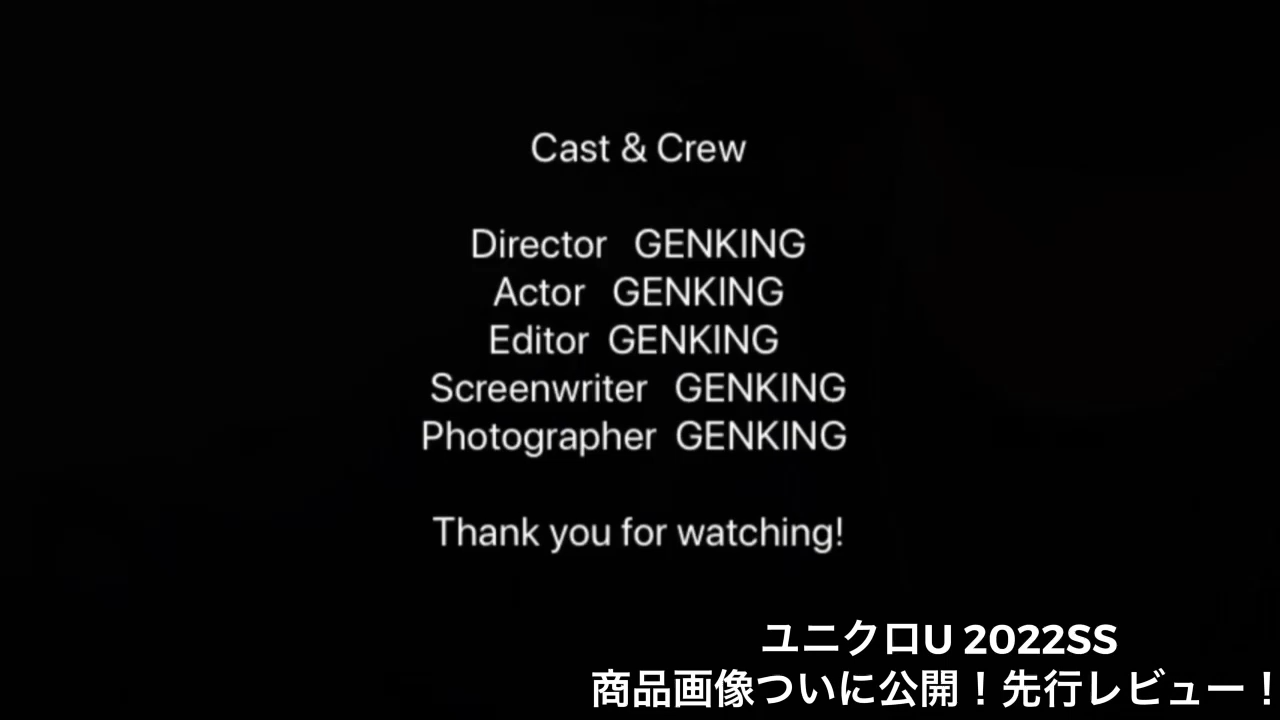 Cast & Crew
Director GENKING
Actor GENKING
Editor GENKING
Screenwriter GENKING
Photographer GENKING
Thank you for watching!
ユニクロU 2022SS
商品画像ついに公開！先行レビュー！